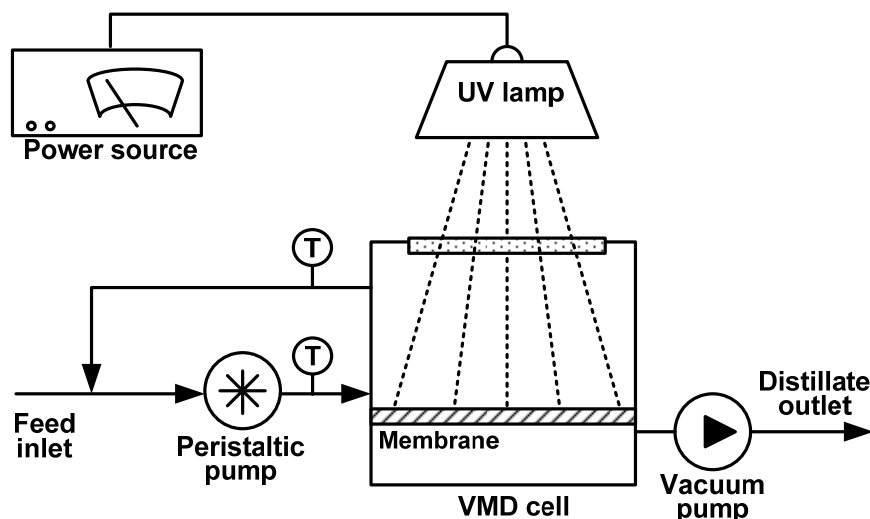 UV lamp
Power source
T
T
Feed
inlet
Peristaltic
pump
Membrane
VMD cell
Distillate
outlet
Vacuum
pump